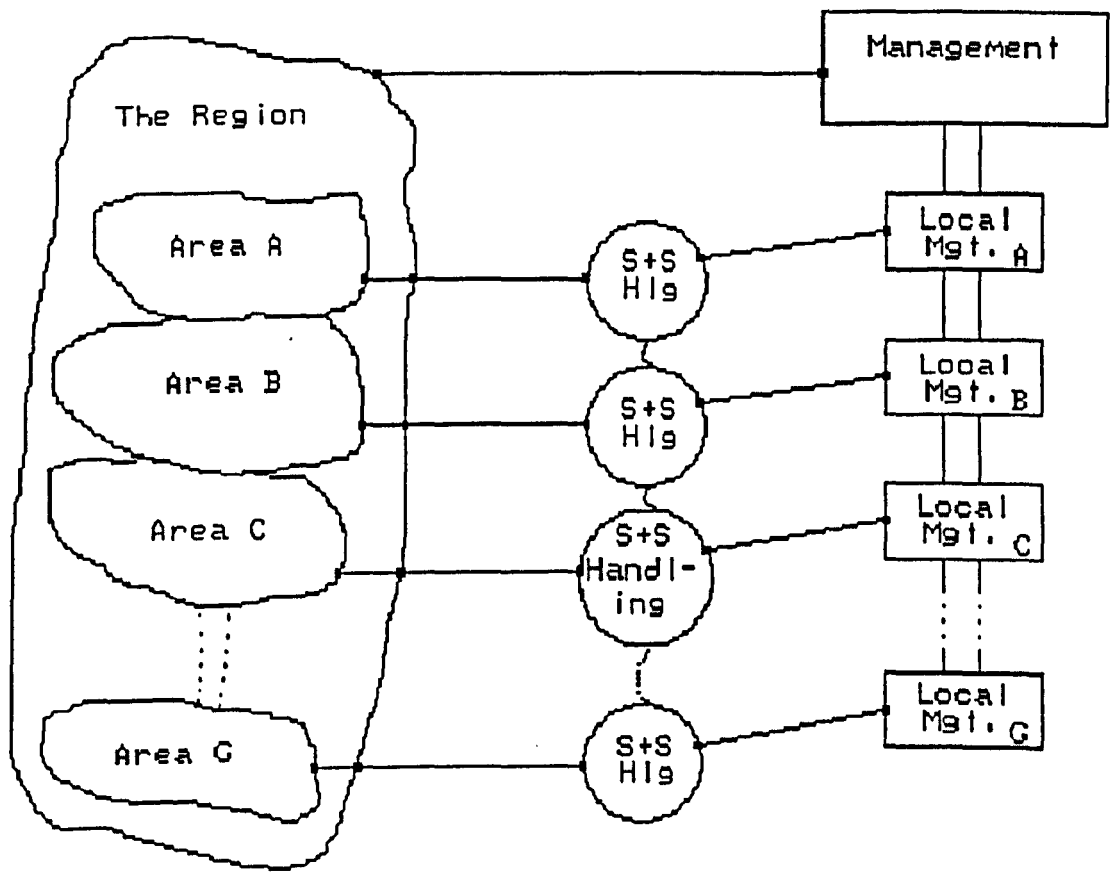 Management
The Region
Local
Mgt. A
Area A
S+S
Hlg
Local
Mgt. B
Area B
S+S
Hlg
Local
Mgt. C
Area C
S+S
Handl-
ing
Local
Mgt. G
Area G
S+S
Hlg